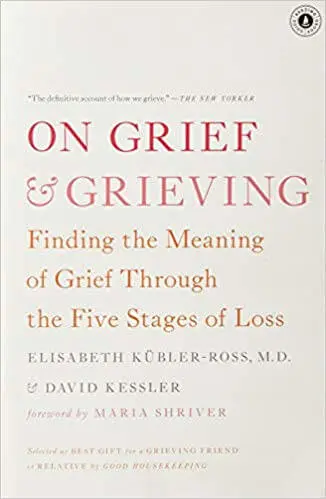 "The definitive account of how we grieve."—THE NEW YORKER
ON GRIEF
& GRIEVING
Finding the Meaning
of Grief Through
the Five Stages of Loss
ELISABETH KÜBLER-ROSS, M.D.
& DAVID KESSLER
foreword by MARIA SHRIVER
Selected as BEST GIFT for a GRIEVING FRIEND
or RELATIVE by GOOD HOUSEKEEPING